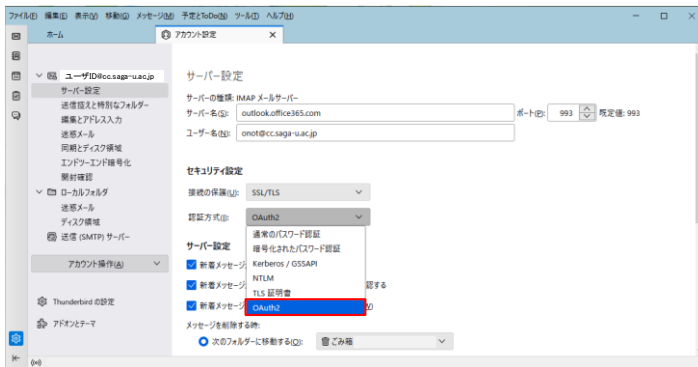 ファイル(F) 編集(E) 表示(V) 移動(G) メッセージ(M) 予定とToDo(N) ツール(T) ヘルプ(H)
ホーム
アカウント設定
ユーザID@cc.saga-u.ac.jp
サーバー設定
送信控えと特別なフォルダー
編集とアドレス入力
迷惑メール
同期とディスク領域
エンドツーエンド暗号化
開封確認
ローカルフォルダ
迷惑メール
ディスク領域
送信 (SMTP) サーバー
アカウント操作(A)
Thunderbird の設定
アドオンとテーマ
サーバー設定
サーバーの種類: IMAP メールサーバー
サーバー名(S): outlook.office365.com ポート(P): 993 既定値: 993
ユーザー名(N): onot@cc.saga-u.ac.jp
セキュリティ設定
接続の保護(U): SSL/TLS
認証方式(I): OAuth2
通常のパスワード認証
暗号化されたパスワード認証
Kerberos / GSSAPI
NTLM
TLS 証明書
OAuth2
サーバー設定
新着メッセージ
新着メッセージ 認する
新着メッセージ
メッセージを削除する時:
次のフォルダーに移動する(O): ごみ箱